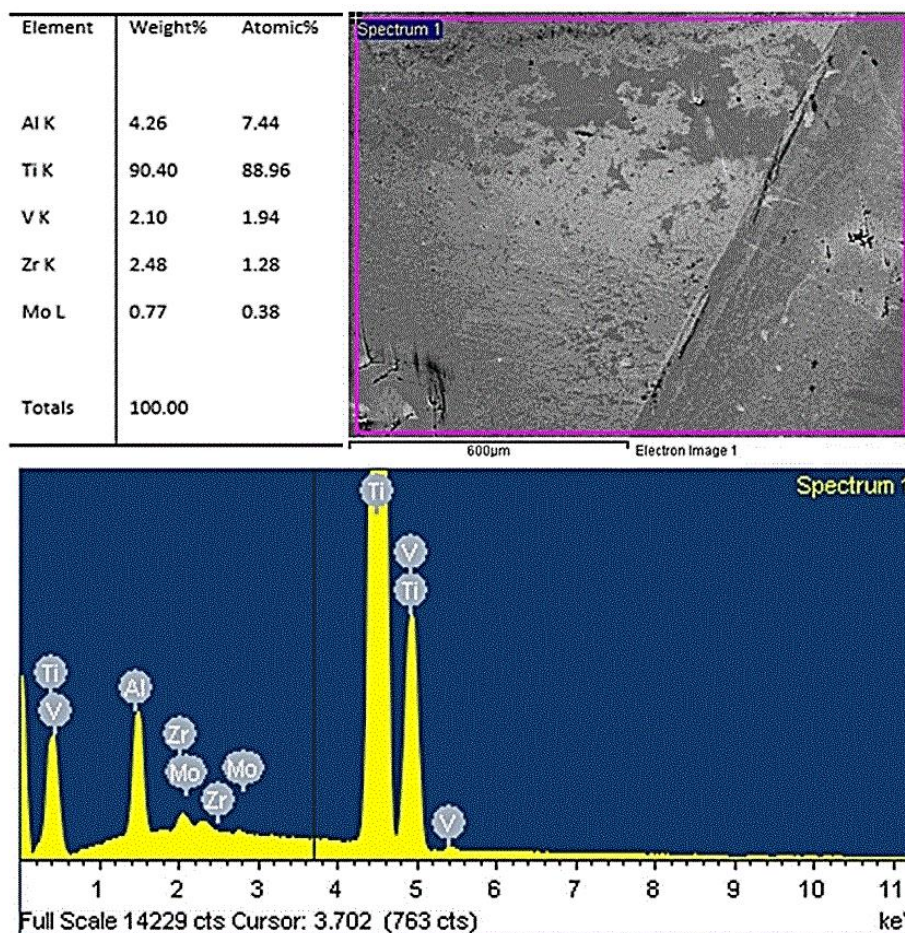 Element Weight% Atomic%
Al K 4.26 7.44
Ti K 90.40 88.96
V K 2.10 1.94
Zr K 2.48 1.28
Mo L 0.77 0.38
Totals 100.00
Spectrum 1
600µm Electron Image 1
Spectrum 1
Ti
V
Ti
V
Al
Zr
Mo
Mo
Zr
Ti
V
1 2 3 4 5 6 7 8 9 10 11
Full Scale 14229 cts Cursor: 3.702 (763 cts) keV